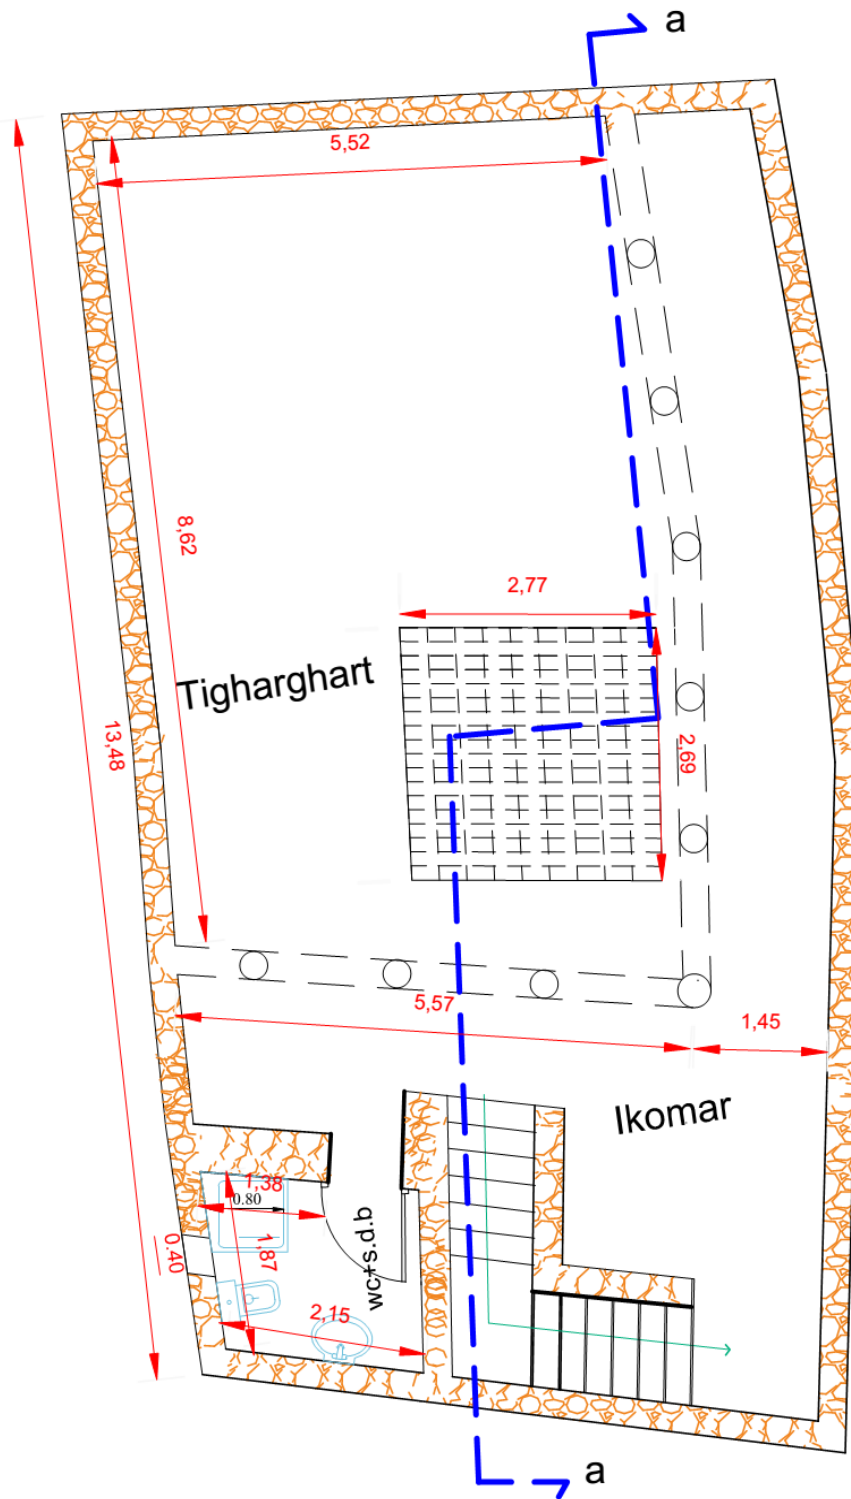 a
5,52
8,62
2,77
Tigharghart
13,48
2,69
5,57
1,45
Ikomar
1,38
0.80
wc+s.d.b
1,87
0.40
2,15
a